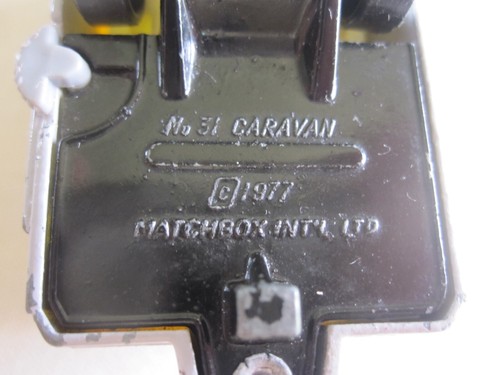 No 31 CARAVAN
© 1977
MATCHBOX INT'L LTD